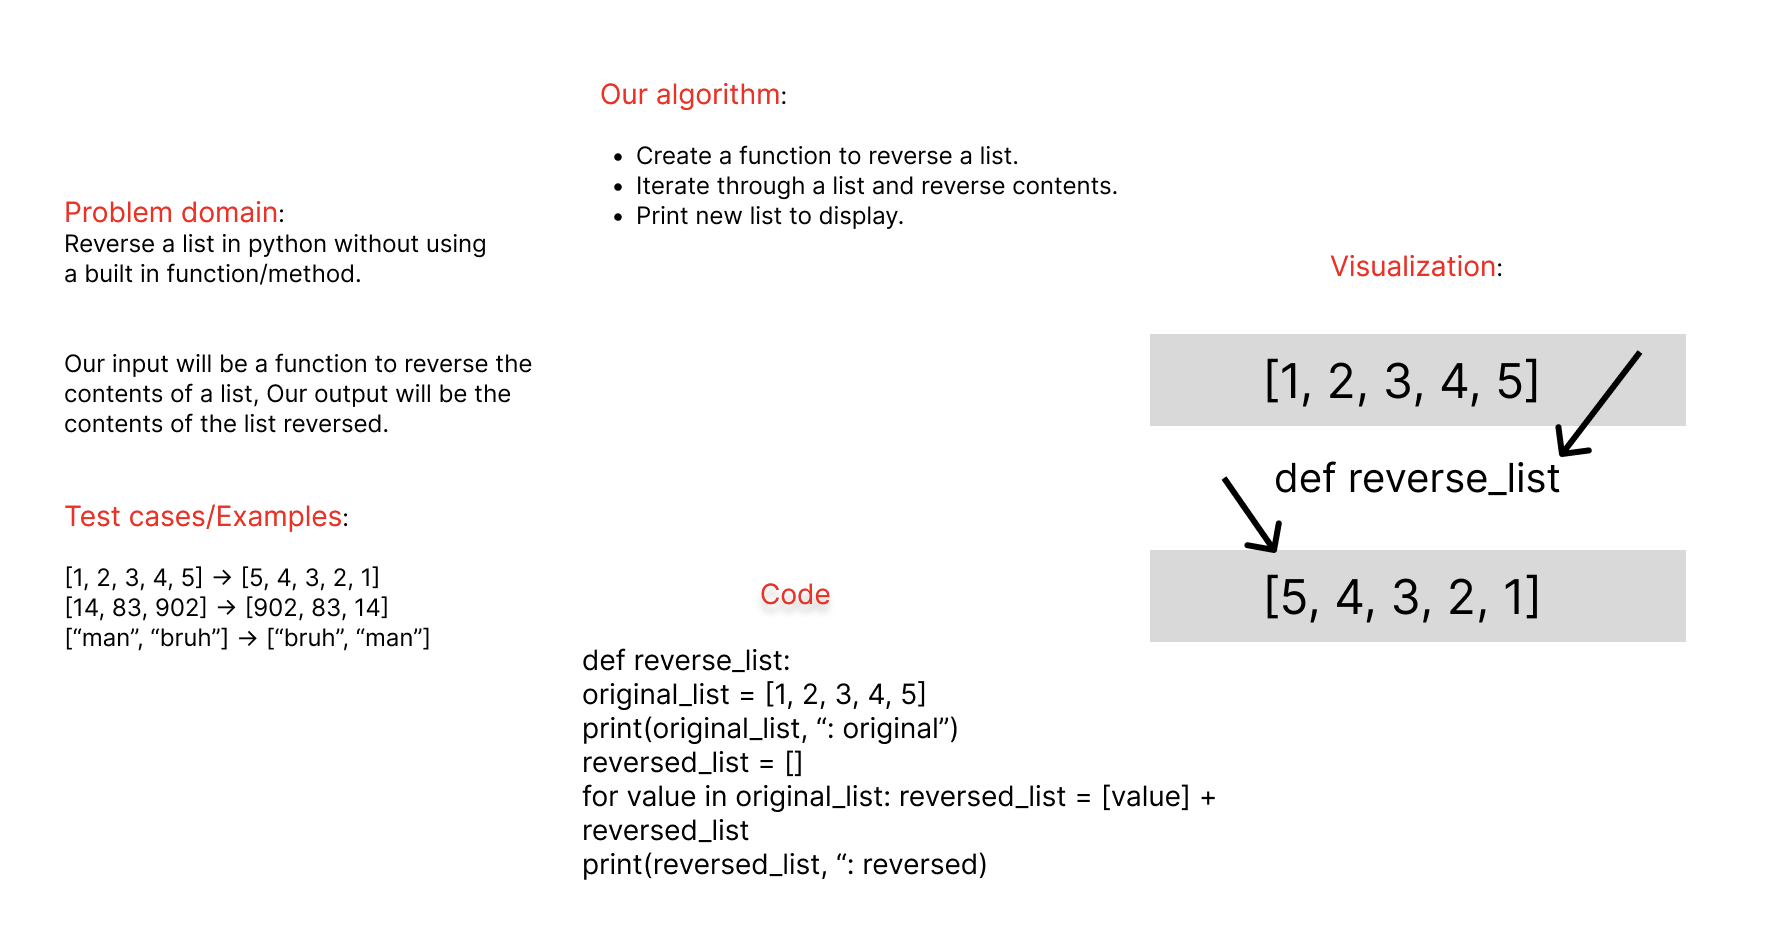 Our algorithm:
• Create a function to reverse a list.
• Iterate through a list and reverse contents.
• Print new list to display.
Problem domain:
Reverse a list in python without using
a built in function/method.
Our input will be a function to reverse the
contents of a list, Our output will be the
contents of the list reversed.
Test cases/Examples:
[1, 2, 3, 4, 5] → [5, 4, 3, 2, 1]
[14, 83, 902] → [902, 83, 14]
[“man”, “bruh”] → [“bruh”, “man”]
Code
def reverse_list:
original_list = [1, 2, 3, 4, 5]
print(original_list, “: original”)
reversed_list = []
for value in original_list: reversed_list = [value] +
reversed_list
print(reversed_list, “: reversed)
Visualization:
[1, 2, 3, 4, 5]
def reverse_list
[5, 4, 3, 2, 1]